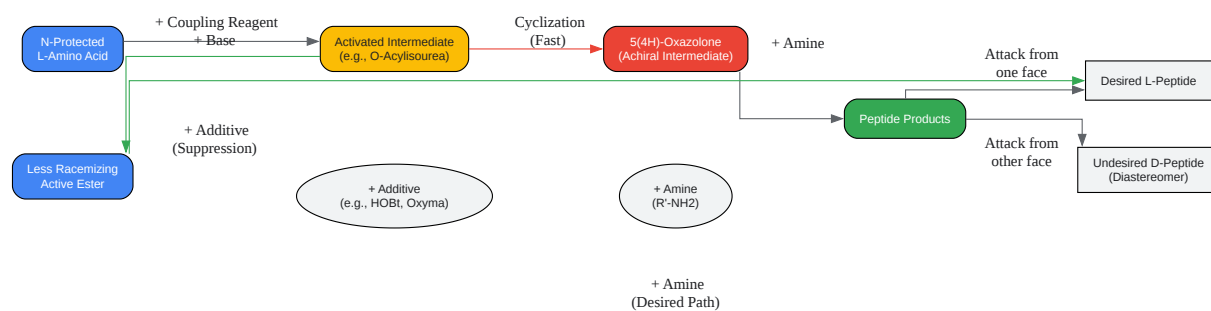 + Coupling Reagent
+ Base
N-Protected
L-Amino Acid
Activated Intermediate
(e.g., O-Acylisourea)
Cyclization
(Fast)
5(4H)-Oxazolone
(Achiral Intermediate)
+ Amine
Attack from
one face
Desired L-Peptide
Peptide Products
+ Additive
(Suppression)
Attack from
other face
Undesired D-Peptide
(Diastereomer)
Less Racemizing
Active Ester
+ Additive
(e.g., HOBt, Oxyma)
+ Amine
(R'-NH2)
+ Amine
(Desired Path)